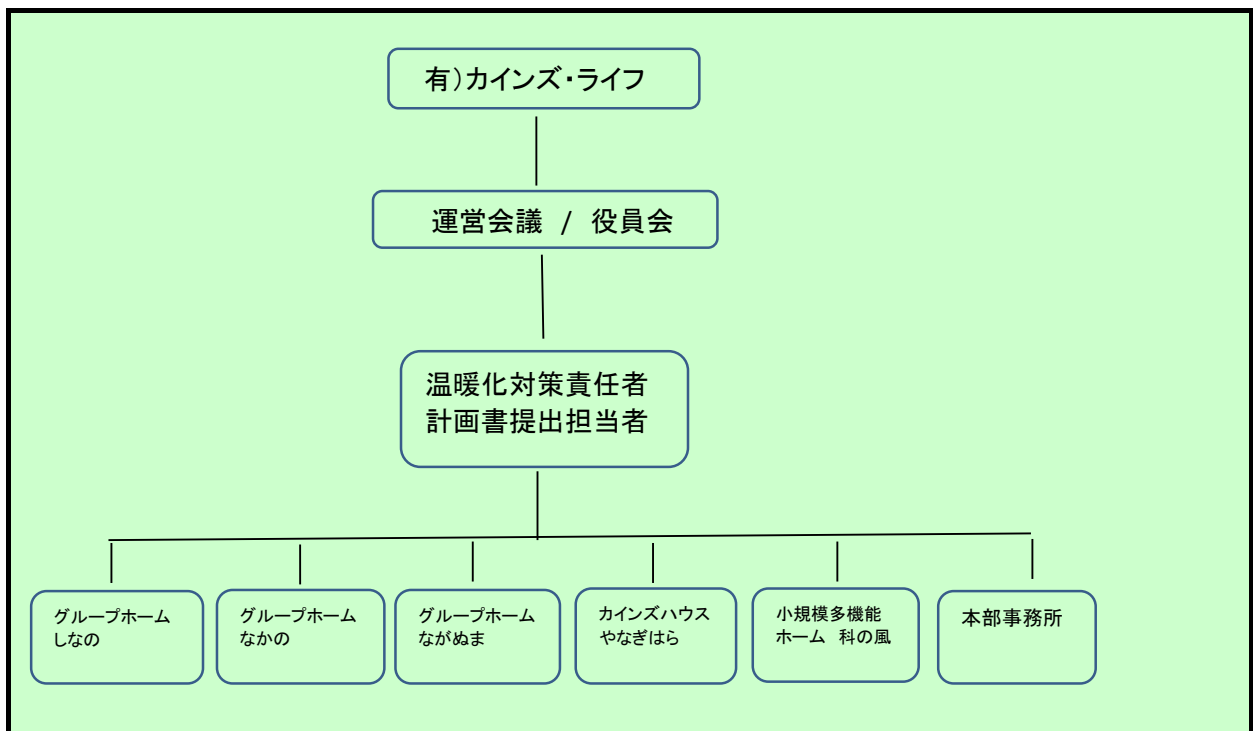 有)カインズ・ライフ
運営会議 / 役員会
温暖化対策責任者
計画書提出担当者
グループホーム
しなの
グループホーム
なかの
グループホーム
ながぬま
カインズハウス
やなぎはら
小規模多機能
ホーム 科の風
本部事務所